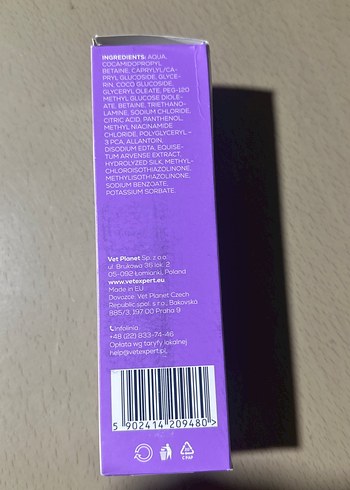 INGREDIENTS: AQUA,
COCAMIDOPROPYL
BETAINE, CAPRYLYL/CA-
PRYL GLUCOSIDE, GLYCE-
RIN, COCO GLUCOSIDE,
GLYCERYL OLEATE, PEG-120
METHYL GLUCOSE DIOLE-
ATE, BETAINE, TRIETHANO-
LAMINE, SODIUM CHLORIDE,
CITRIC ACID, PANTHENOL,
METHYL NIACINAMIDE
CHLORIDE, POLYGLYCERYL –
3 PCA, ALLANTOIN,
DISODIUM EDTA, EQUISE-
TUM ARVENSE EXTRACT,
HYDROLYZED SILK, METHYL-
CHLOROISOTHIAZOLINONE,
METHYLISOTHIAZOLINONE,
SODIUM BENZOATE,
POTASSIUM SORBATE.
Vet Planet Sp. z o.o.
ul. Brukowa 36 lok. 2
05-092 Łomianki, Poland
www.vetexpert.eu
Made in EU
Dovozce: Vet Planet Czech
Republic spol. s r.o., Bakovska
885/3, 197 00 Praha 9
Infolinia
+48 (22) 833-74-46
Opłata wg taryfy lokalnej
help@vetexpert.pl
5 902414 209480 >
C PAP